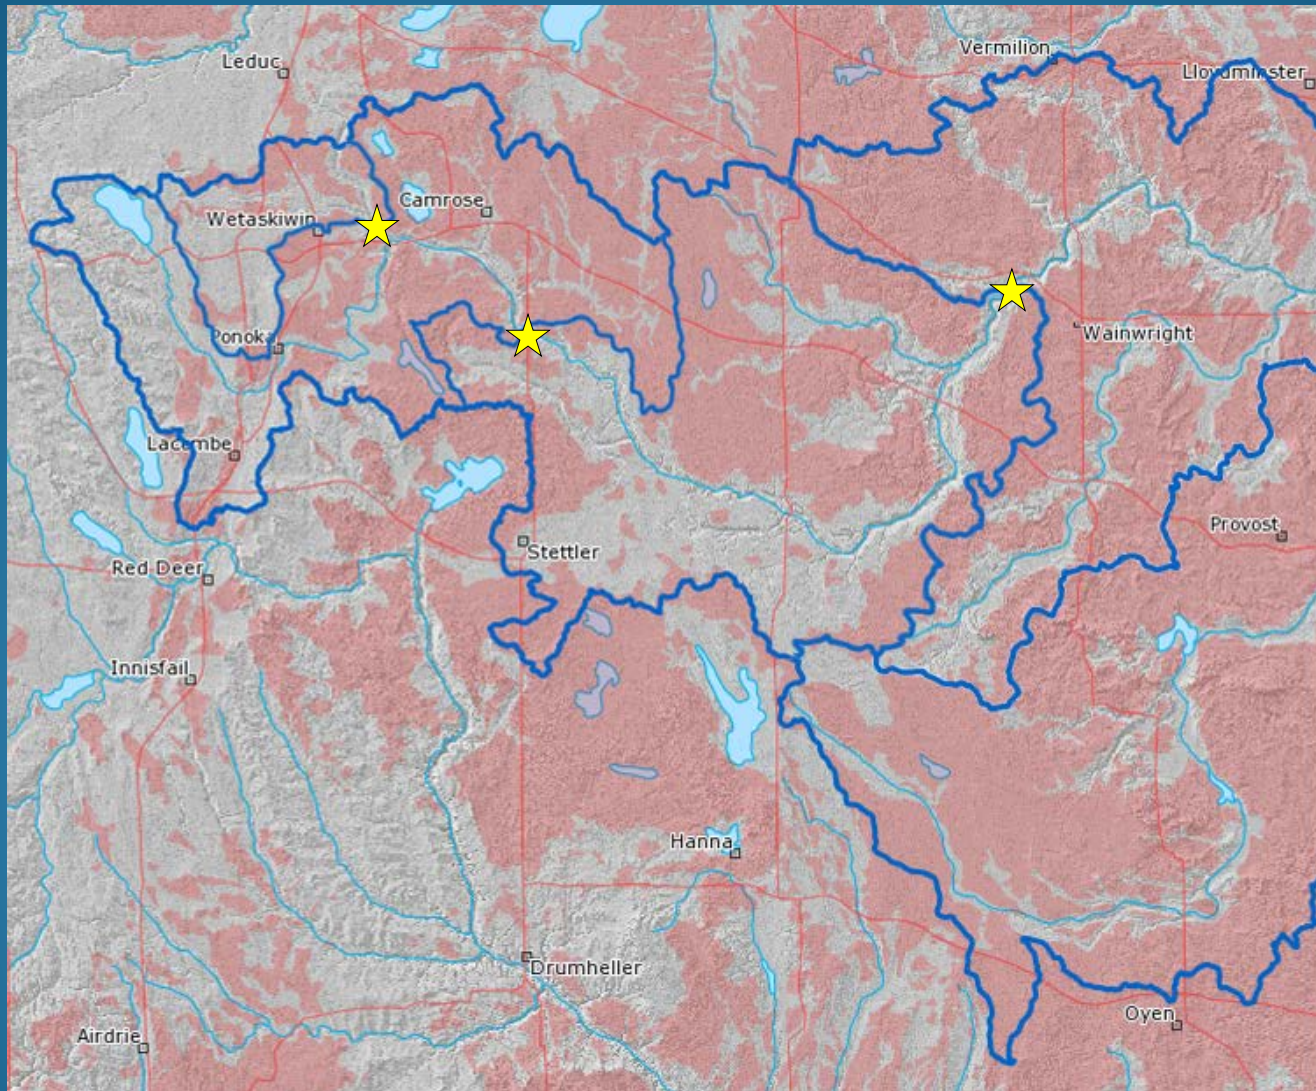 Vermilion
Leduc
Lloydminster
Camrose
Wetaskiwin
Wainwright
Ponoka
Lacombe
Provost
Stettler
Red Deer
Innisfail
Hanna
Drumheller
Oyen
Airdrie